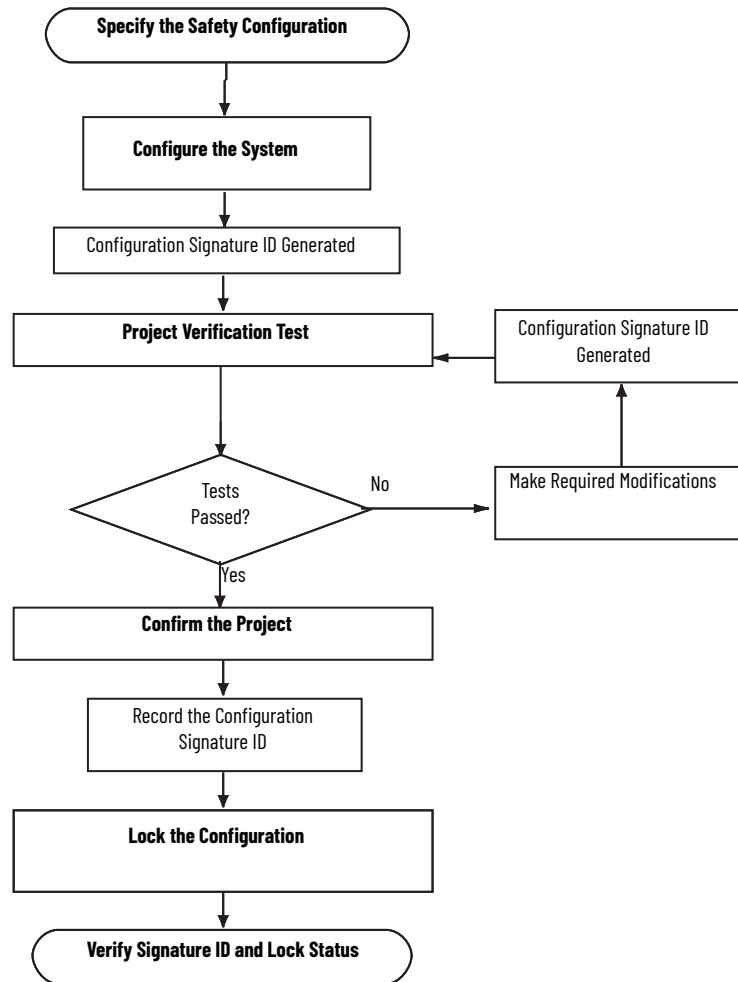 Specify the Safety Configuration
Configure the System
Configuration Signature ID Generated
Project Verification Test
Configuration Signature ID
Generated
Tests
Passed?
No
Make Required Modifications
Yes
Confirm the Project
Record the Configuration
Signature ID
Lock the Configuration
Verify Signature ID and Lock Status